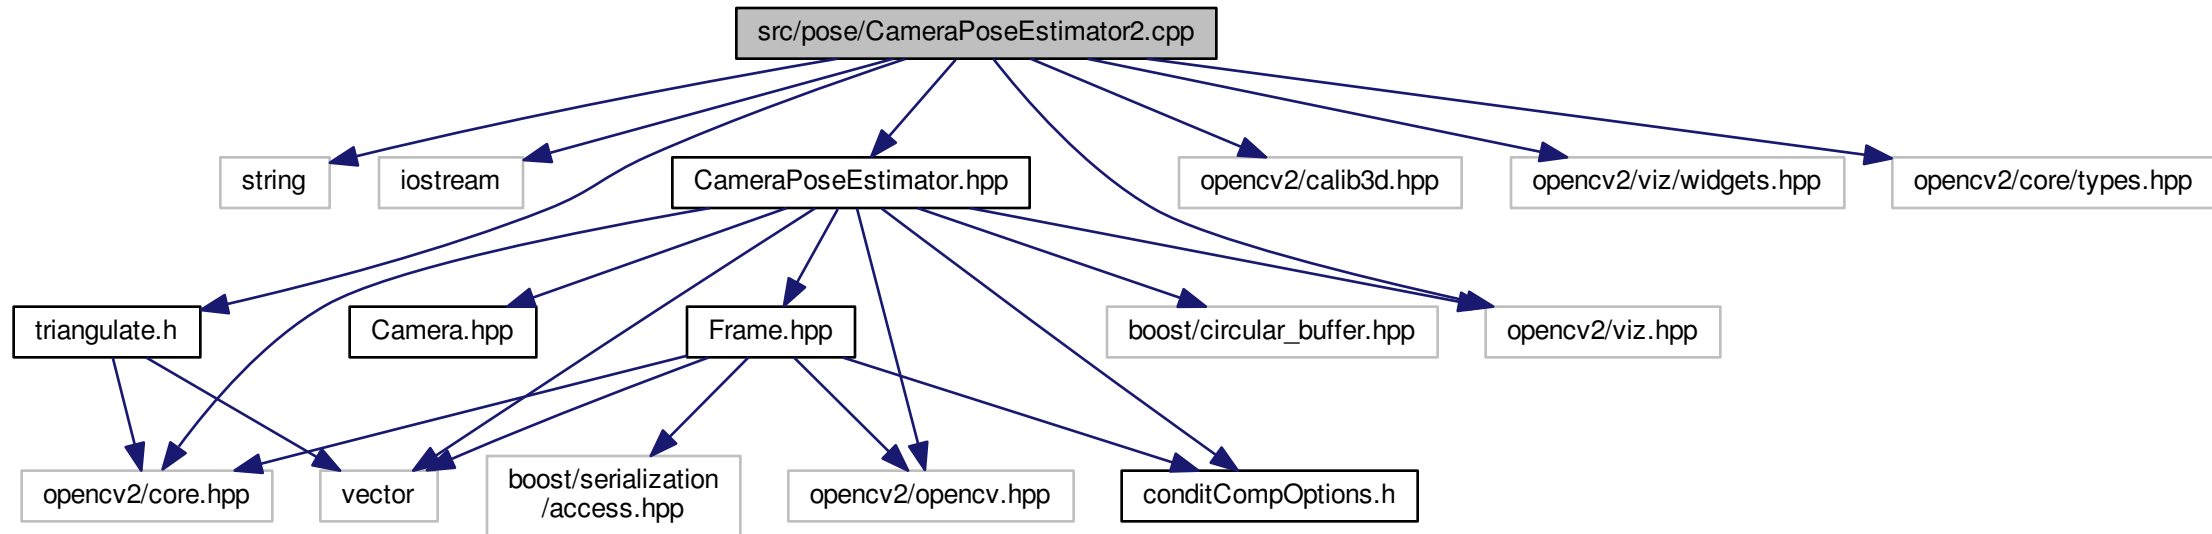 src/pose/CameraPoseEstimator2.cpp
string
iostream
CameraPoseEstimator.hpp
opencv2/calib3d.hpp
opencv2/viz/widgets.hpp
opencv2/core/types.hpp
triangulate.h
Camera.hpp
Frame.hpp
boost/circular_buffer.hpp
opencv2/viz.hpp
opencv2/core.hpp
vector
boost/serialization
/access.hpp
opencv2/opencv.hpp
conditCompOptions.h